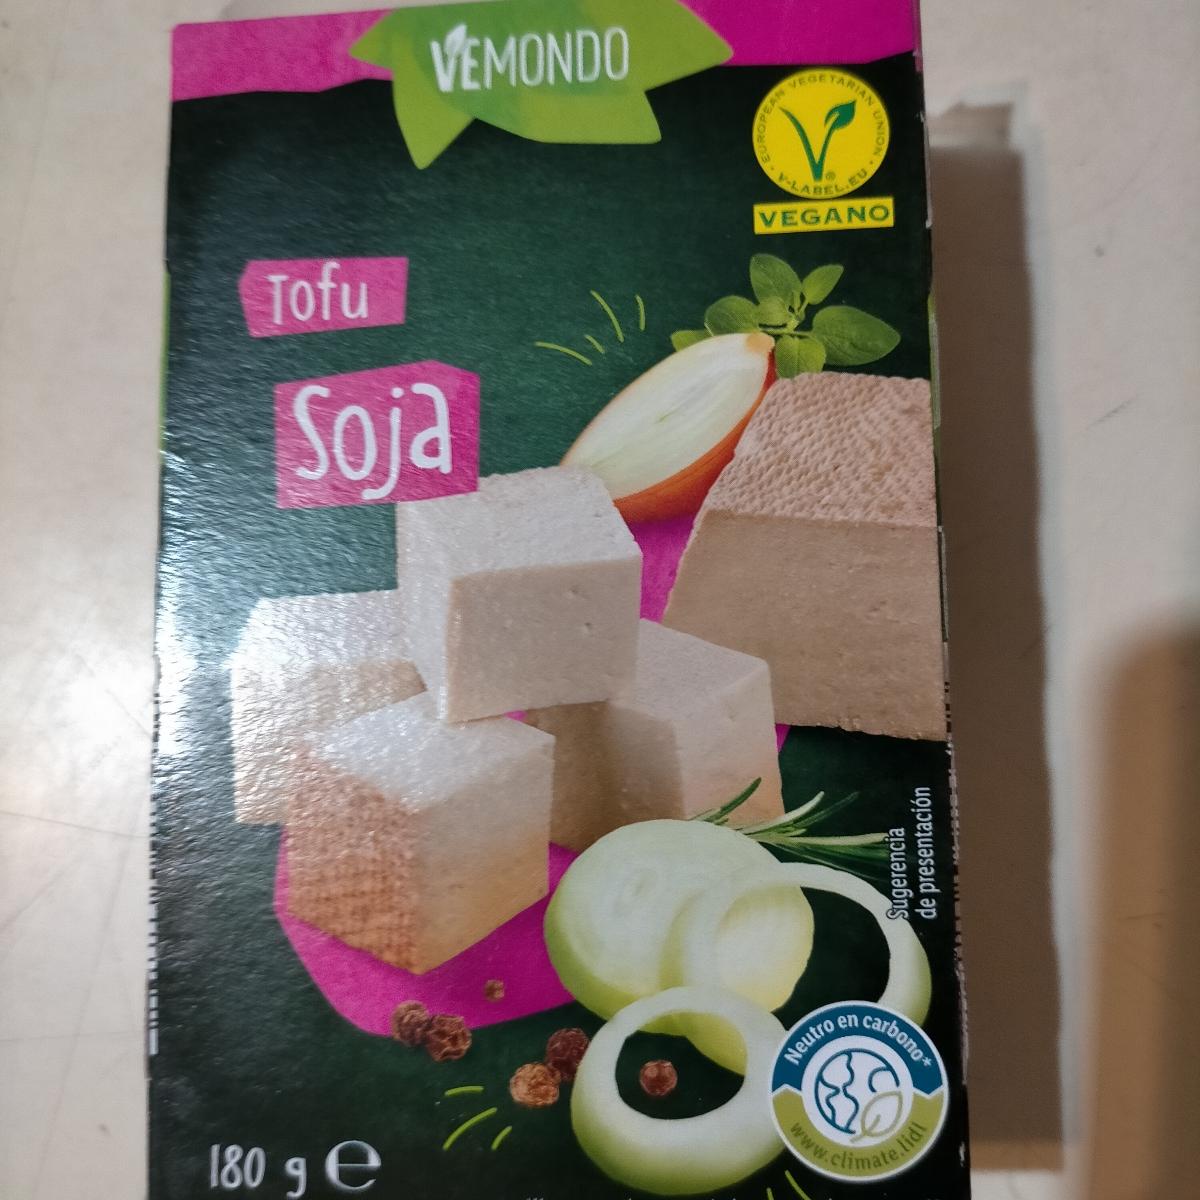 VEMONDO
EUROPEAN VEGETARIAN UNION
V-LABEL.EU
VEGANO
Tofu
Soja
Sugerencia
de presentación
Neutro en carbono*
www.climate.lidl
180 g e